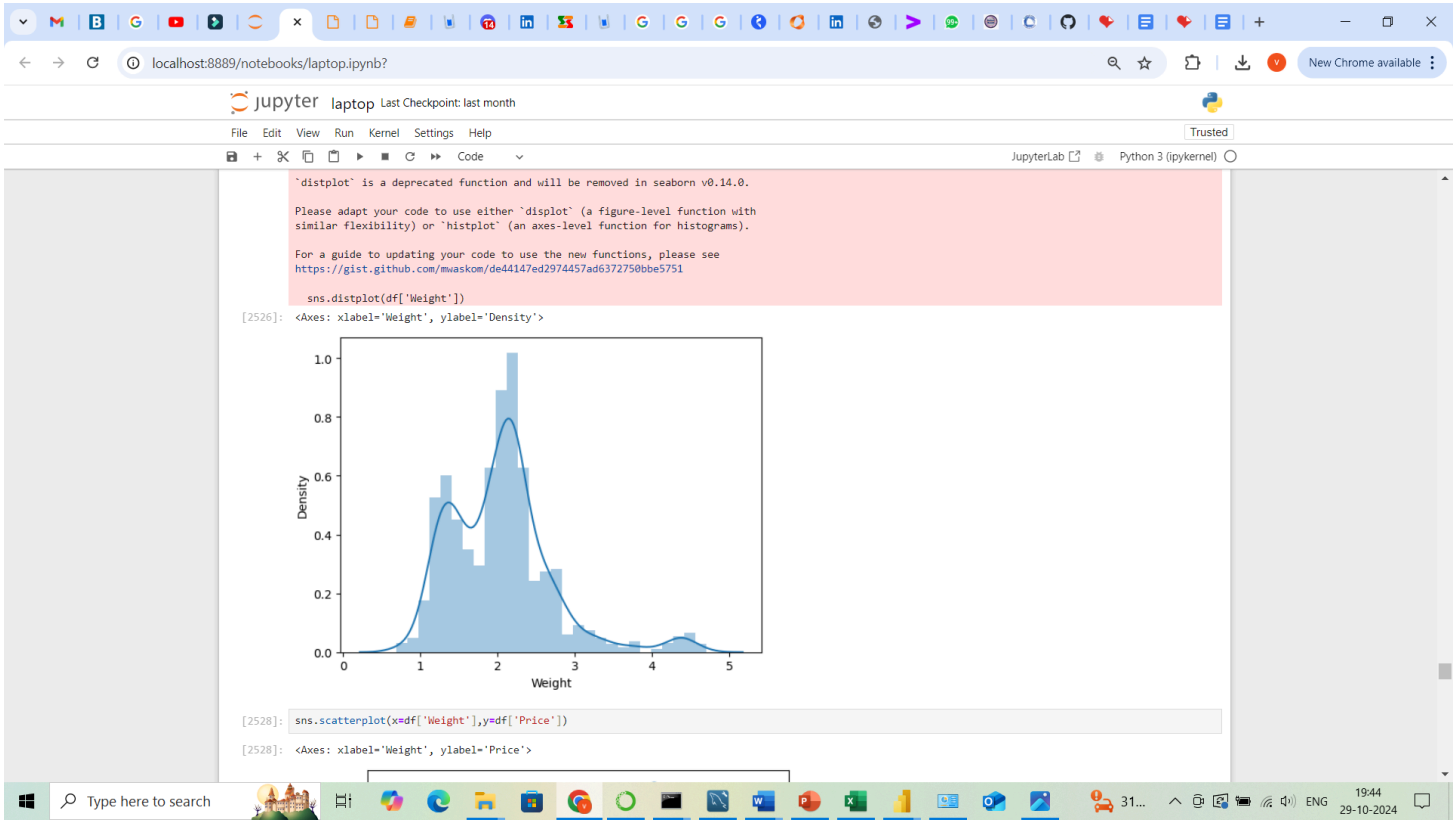 localhost:8889/notebooks/laptop.ipynb?
New Chrome available
jupyter laptop Last Checkpoint: last month
File Edit View Run Kernel Settings Help
Trusted
Code
JupyterLab
Python 3 (ipykernel)
`distplot` is a deprecated function and will be removed in seaborn v0.14.0.
Please adapt your code to use either `displot` (a figure-level function with
similar flexibility) or `histplot` (an axes-level function for histograms).
For a guide to updating your code to use the new functions, please see
https://gist.github.com/mwaskom/de44147ed2974457ad6372750bbe5751
sns.distplot(df['Weight'])
[2526]: <Axes: xlabel='Weight', ylabel='Density'>
1.0
0.8
0.6
0.4
0.2
0.0
Density
0 1 2 3 4 5
Weight
[2528]: sns.scatterplot(x=df['Weight'],y=df['Price'])
[2528]: <Axes: xlabel='Weight', ylabel='Price'>
Type here to search
31...
ENG
19:44
29-10-2024